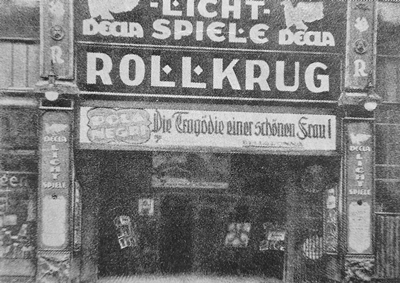 -LICHT-
DECLA SPIELE DECLA
ROLLKRUG
POLA
NEGRI
Die Tragödie einer schönen Frau!
DECLA
LICHT
SPIELE
DECLA
LICHT
SPIELE